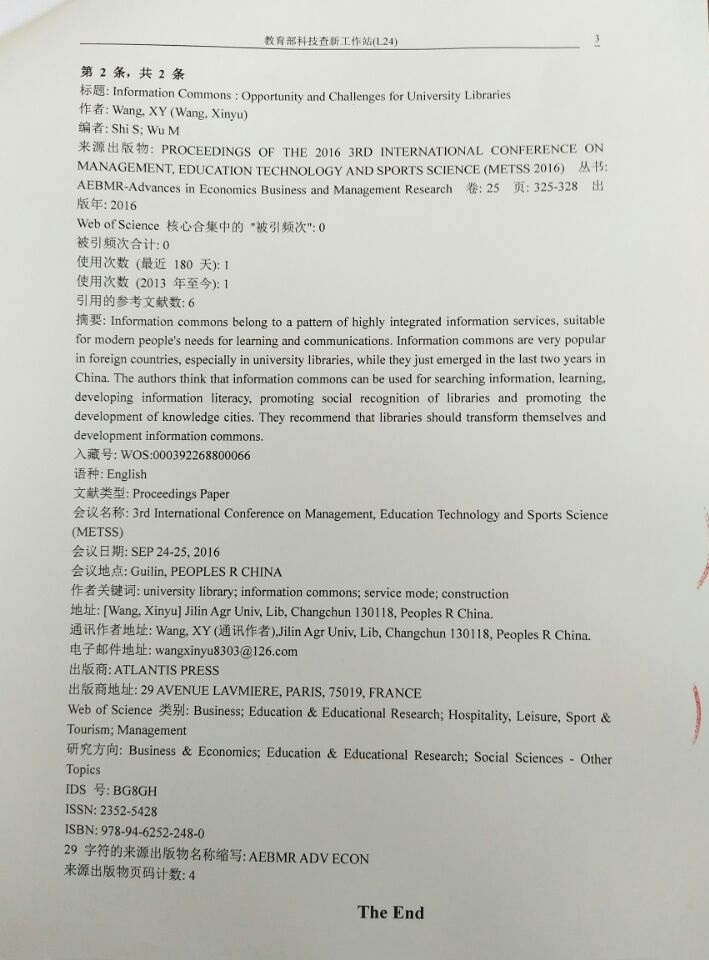 教育部科技查新工作站(L24)
3
第 2 条，共 2 条
标题: Information Commons : Opportunity and Challenges for University Libraries
作者: Wang, XY (Wang, Xinyu)
编者: Shi S; Wu M
来源出版物: PROCEEDINGS OF THE 2016 3RD INTERNATIONAL CONFERENCE ON
MANAGEMENT, EDUCATION TECHNOLOGY AND SPORTS SCIENCE (METSS 2016) 丛书:
AEBMR-Advances in Economics Business and Management Research 卷: 25 页: 325-328 出
版年: 2016
Web of Science 核心合集中的 "被引频次": 0
被引频次合计: 0
使用次数 (最近 180 天): 1
使用次数 (2013 年至今): 1
引用的参考文献数: 6
摘要: Information commons belong to a pattern of highly integrated information services, suitable
for modern people's needs for learning and communications. Information commons are very popular
in foreign countries, especially in university libraries, while they just emerged in the last two years in
China. The authors think that information commons can be used for searching information, learning,
developing information literacy, promoting social recognition of libraries and promoting the
development of knowledge cities. They recommend that libraries should transform themselves and
development information commons.
入藏号: WOS:000392268800066
语种: English
文献类型: Proceedings Paper
会议名称: 3rd International Conference on Management, Education Technology and Sports Science
(METSS)
会议日期: SEP 24-25, 2016
会议地点: Guilin, PEOPLES R CHINA
作者关键词: university library; information commons; service mode; construction
地址: [Wang, Xinyu] Jilin Agr Univ, Lib, Changchun 130118, Peoples R China.
通讯作者地址: Wang, XY (通讯作者),Jilin Agr Univ, Lib, Changchun 130118, Peoples R China.
电子邮件地址: wangxinyu8303@126.com
出版商: ATLANTIS PRESS
出版商地址: 29 AVENUE LAVMIERE, PARIS, 75019, FRANCE
Web of Science 类别: Business; Education & Educational Research; Hospitality, Leisure, Sport &
Tourism; Management
研究方向: Business & Economics; Education & Educational Research; Social Sciences - Other
Topics
IDS 号: BG8GH
ISSN: 2352-5428
ISBN: 978-94-6252-248-0
29 字符的来源出版物名称缩写: AEBMR ADV ECON
来源出版物页码计数: 4
The End